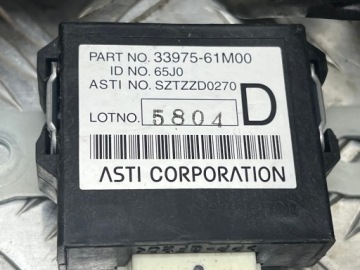 PART NO. 33975-61M00
ID NO. 65J0
ASTI NO. SZTZZD0270
LOTNO. 5804 D
ASTI CORPORATION